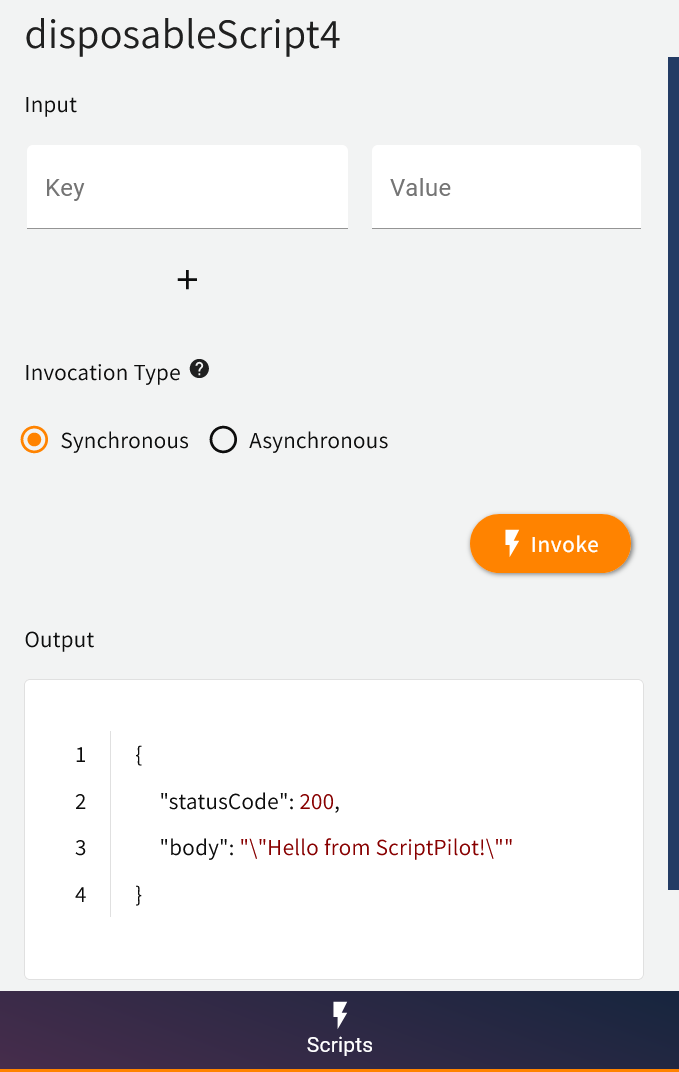 disposableScript4
Input
Key Value
+
Invocation Type ?
Synchronous Asynchronous
Invoke
Output
1 {
2 "statusCode": 200,
3 "body": "\"Hello from ScriptPilot!\""
4 }
Scripts